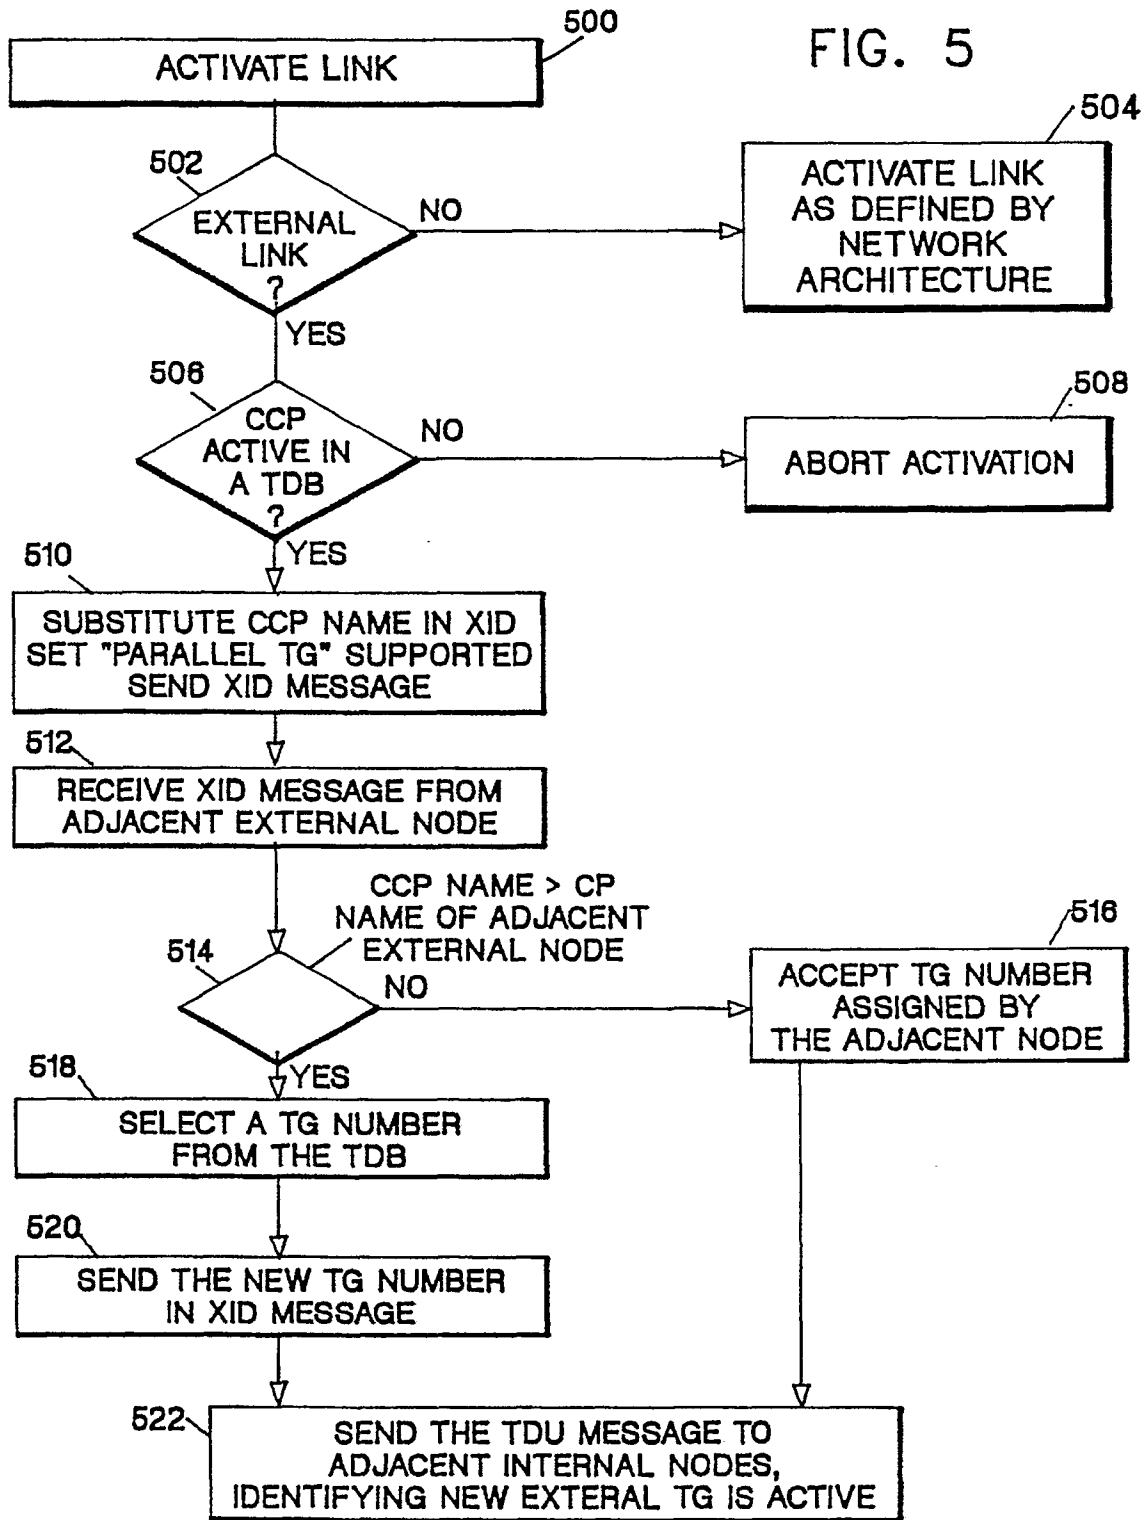 FIG. 5
500
ACTIVATE LINK
502
EXTERNAL
LINK
?
NO
YES
504
ACTIVATE LINK
AS DEFINED BY
NETWORK
ARCHITECTURE
506
CCP
ACTIVE IN
A TDB
?
NO
YES
508
ABORT ACTIVATION
510
SUBSTITUTE CCP NAME IN XID
SET "PARALLEL TG" SUPPORTED
SEND XID MESSAGE
512
RECEIVE XID MESSAGE FROM
ADJACENT EXTERNAL NODE
CCP NAME > CP
NAME OF ADJACENT
EXTERNAL NODE
514
NO
YES
516
ACCEPT TG NUMBER
ASSIGNED BY
THE ADJACENT NODE
518
SELECT A TG NUMBER
FROM THE TDB
520
SEND THE NEW TG NUMBER
IN XID MESSAGE
522
SEND THE TDU MESSAGE TO
ADJACENT INTERNAL NODES,
IDENTIFYING NEW EXTERAL TG IS ACTIVE